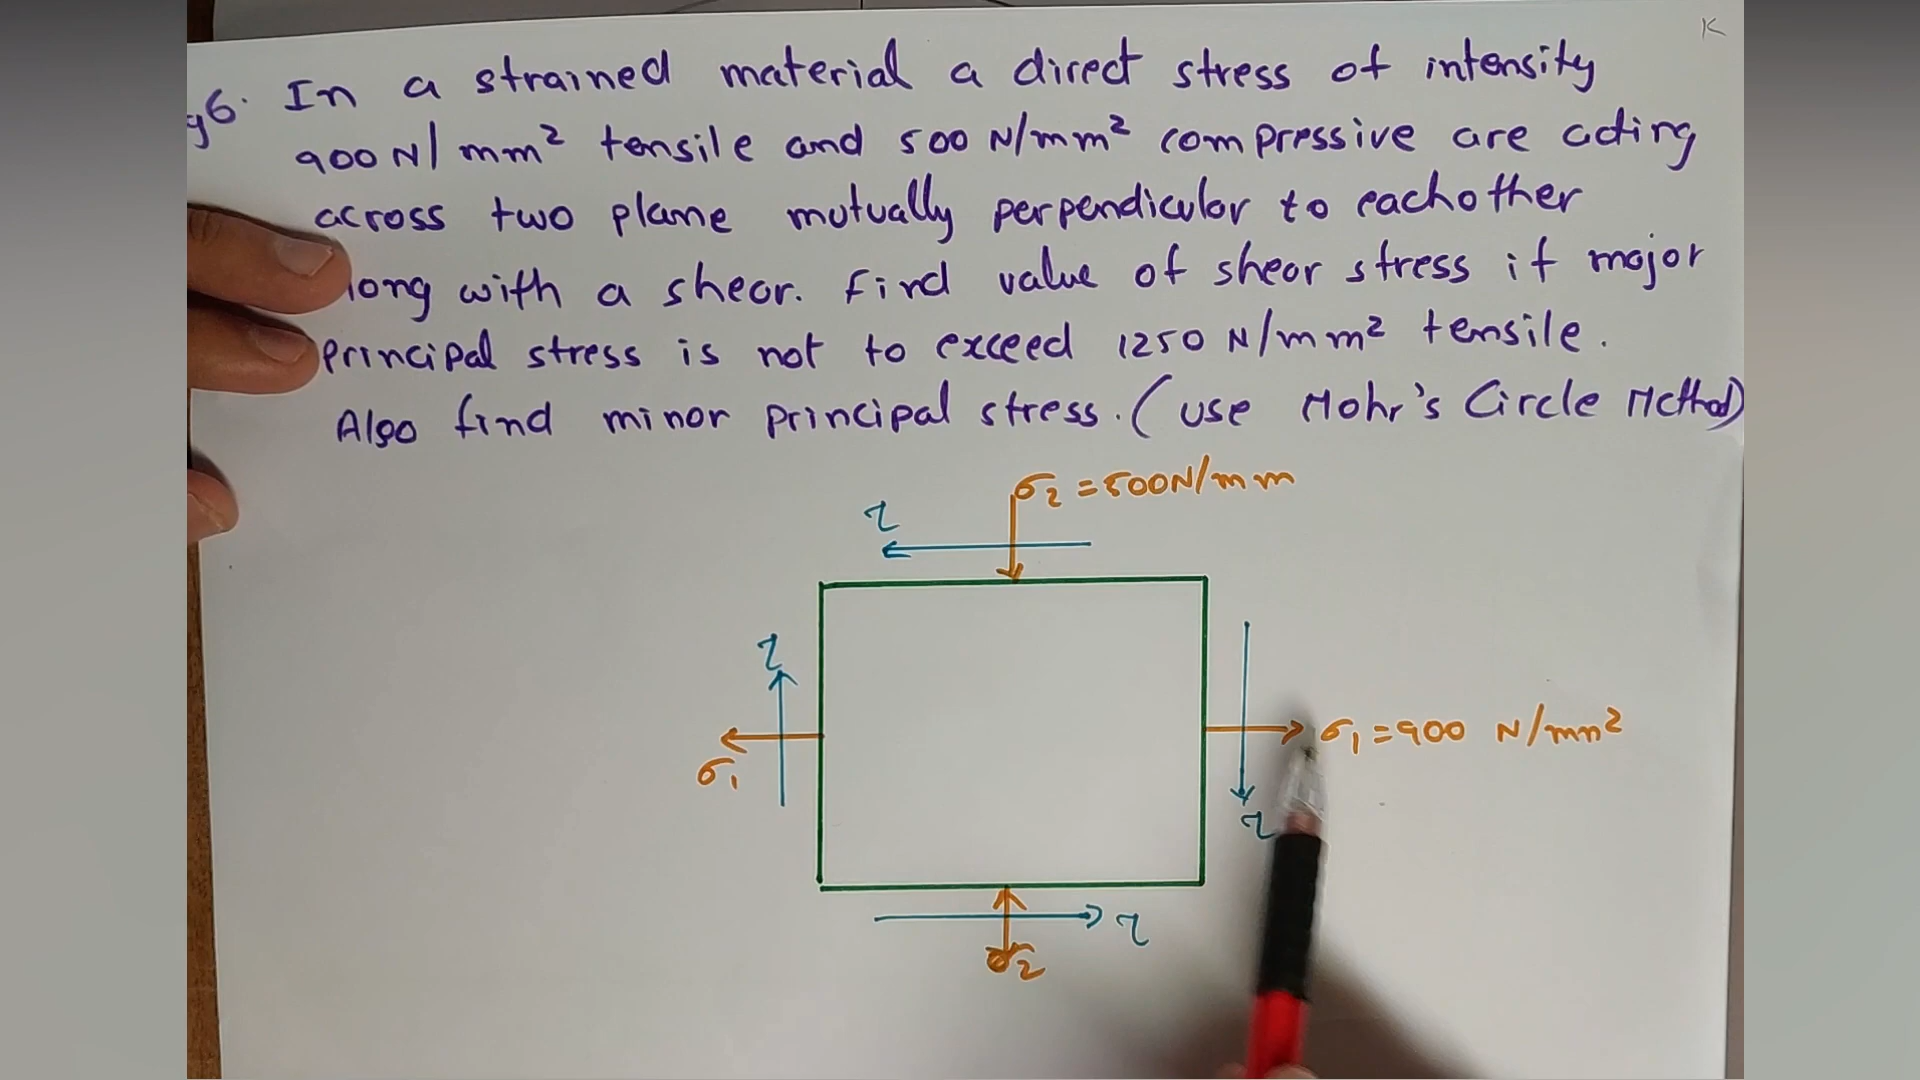 K
g6. In a strained material a direct stress of intensity
900 N/mm² tensile and 500 N/mm² compressive are acting
across two plane mutually perpendicular to eachother
long with a shear. Find value of shear stress if major
principal stress is not to exceed 1250 N/mm² tensile.
Also find minor principal stress. (use Mohr's Circle Method)
σ2 = 500N/mm
τ
τ
σ1 = 900 N/mm²
σ1
τ
τ
σ2